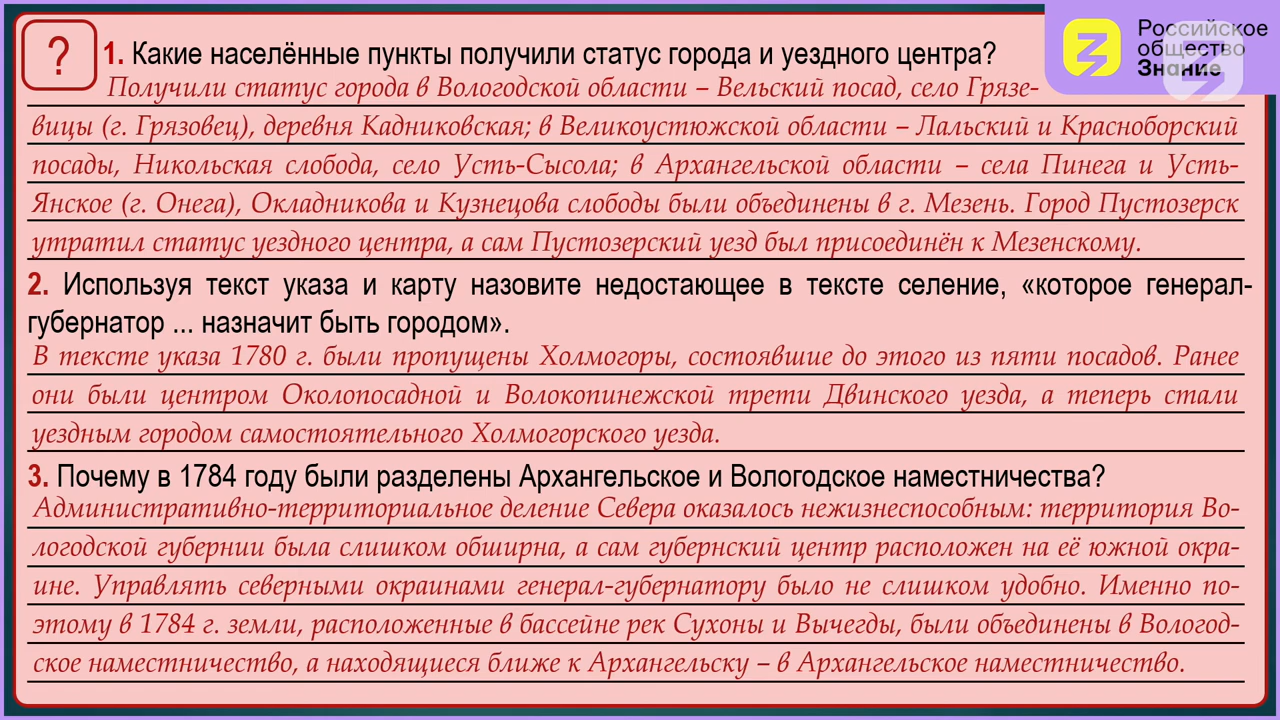 ?
1. Какие населённые пункты получили статус города и уездного центра?
Российское
общество
Знание
Получили статус города в Вологодской области – Вельский посад, село Грязе-
вицы (г. Грязовец), деревня Кадниковская; в Великоустюжской области – Лальский и Красноборский
посады, Никольская слобода, село Усть-Сысола; в Архангельской области – села Пинега и Усть-
Янское (г. Онега), Окладникова и Кузнецова слободы были объединены в г. Мезень. Город Пустозерск
утратил статус уездного центра, а сам Пустозерский уезд был присоединён к Мезенскому.
2. Используя текст указа и карту назовите недостающее в тексте селение, «которое генерал-
губернатор ... назначит быть городом».
В тексте указа 1780 г. были пропущены Холмогоры, состоявшие до этого из пяти посадов. Ранее
они были центром Околопосадной и Волокопинежской трети Двинского уезда, а теперь стали
уездным городом самостоятельного Холмогорского уезда.
3. Почему в 1784 году были разделены Архангельское и Вологодское наместничества?
Административно-территориальное деление Севера оказалось нежизнеспособным: территория Во-
логодской губернии была слишком обширна, а сам губернский центр расположен на её южной окра-
ине. Управлять северными окраинами генерал-губернатору было не слишком удобно. Именно по-
этому в 1784 г. земли, расположенные в бассейне рек Сухоны и Вычегды, были объединены в Вологод-
ское наместничество, а находящиеся ближе к Архангельску – в Архангельское наместничество.